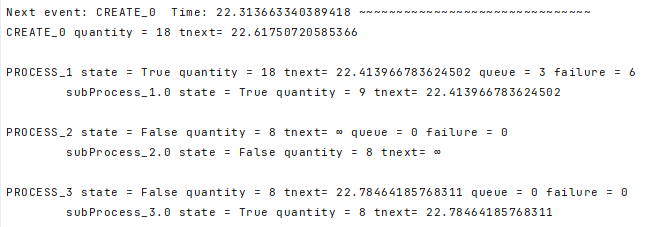 Next event: CREATE_0  Time: 22.313663340389418 ~~~~~~~~~~~~~~~~~~~~~~~~~~~~~~~
CREATE_0 quantity = 18 tnext= 22.61750720585366
PROCESS_1 state = True quantity = 18 tnext= 22.413966783624502 queue = 3 failure = 6
subProcess_1.0 state = True quantity = 9 tnext= 22.413966783624502
PROCESS_2 state = False quantity = 8 tnext= ∞ queue = 0 failure = 0
subProcess_2.0 state = False quantity = 8 tnext= ∞
PROCESS_3 state = False quantity = 8 tnext= 22.78464185768311 queue = 0 failure = 0
subProcess_3.0 state = True quantity = 8 tnext= 22.78464185768311